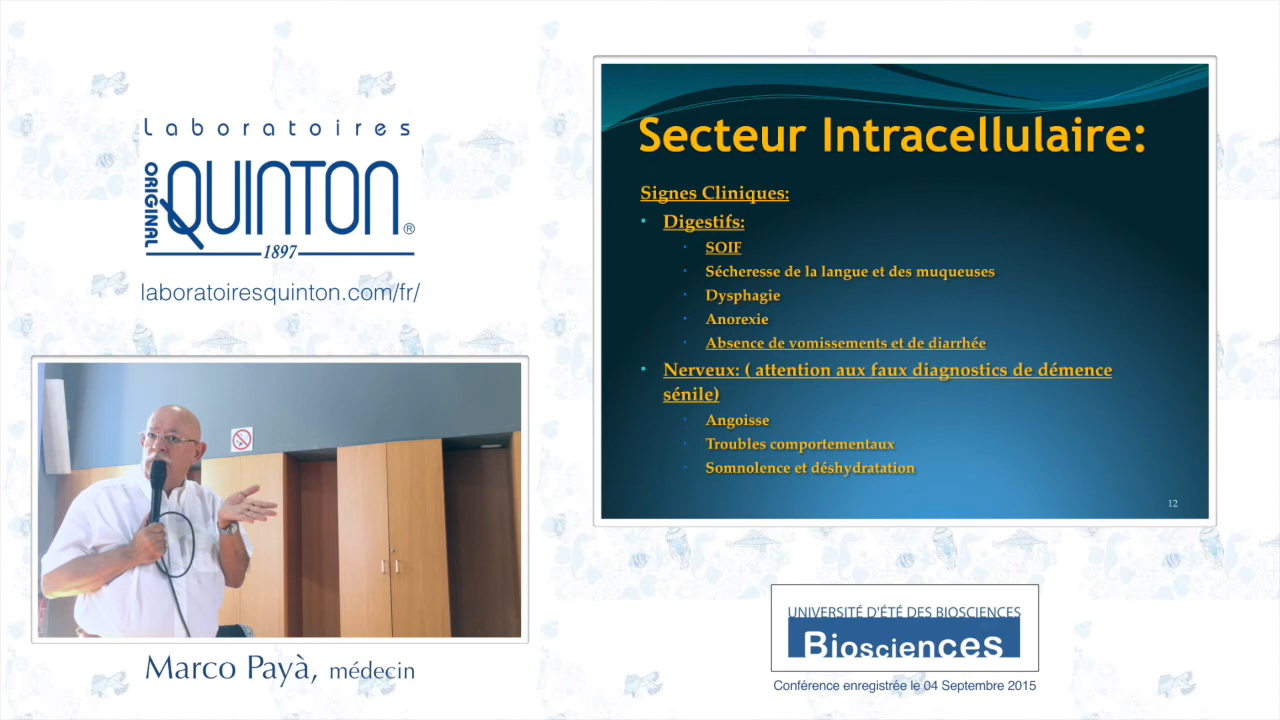 Laboratoires
ORIGINAL
QUINTON®
1897
laboratoiresquinton.com/fr/
Marco Payà, médecin
Secteur Intracellulaire:
Signes Cliniques:
• Digestifs:
• SOIF
• Sécheresse de la langue et des muqueuses
• Dysphagie
• Anorexie
• Absence de vomissements et de diarrhée
• Nerveux: ( attention aux faux diagnostics de démence
sénile)
• Angoisse
• Troubles comportementaux
• Somnolence et déshydratation
12
UNIVERSITÉ D'ÉTÉ DES BIOSCIENCES
Biosciences
Conférence enregistrée le 04 Septembre 2015